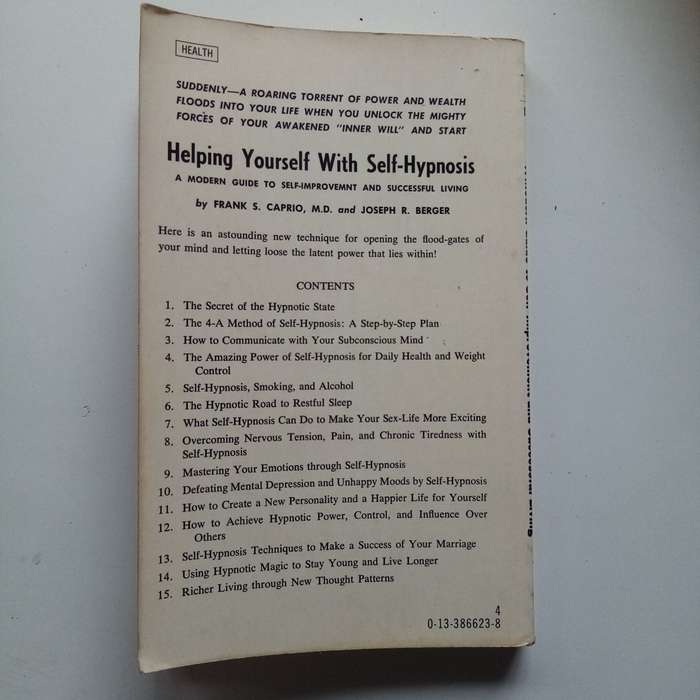 HEALTH
SUDDENLY—A ROARING TORRENT OF POWER AND WEALTH
FLOODS INTO YOUR LIFE WHEN YOU UNLOCK THE MIGHTY
FORCES OF YOUR AWAKENED "INNER WILL" AND START
Helping Yourself With Self-Hypnosis
A MODERN GUIDE TO SELF-IMPROVEMNT AND SUCCESSFUL LIVING
by FRANK S. CAPRIO, M.D. and JOSEPH R. BERGER
Here is an astounding new technique for opening the flood-gates of
your mind and letting loose the latent power that lies within!
CONTENTS
1. The Secret of the Hypnotic State
2. The 4-A Method of Self-Hypnosis: A Step-by-Step Plan
3. How to Communicate with Your Subconscious Mind
4. The Amazing Power of Self-Hypnosis for Daily Health and Weight
Control
5. Self-Hypnosis, Smoking, and Alcohol
6. The Hypnotic Road to Restful Sleep
7. What Self-Hypnosis Can Do to Make Your Sex-Life More Exciting
8. Overcoming Nervous Tension, Pain, and Chronic Tiredness with
Self-Hypnosis
9. Mastering Your Emotions through Self-Hypnosis
10. Defeating Mental Depression and Unhappy Moods by Self-Hypnosis
11. How to Create a New Personality and a Happier Life for Yourself
12. How to Achieve Hypnotic Power, Control, and Influence Over
Others
13. Self-Hypnosis Techniques to Make a Success of Your Marriage
14. Using Hypnotic Magic to Stay Young and Live Longer
15. Richer Living through New Thought Patterns
4
0-13-386623-8